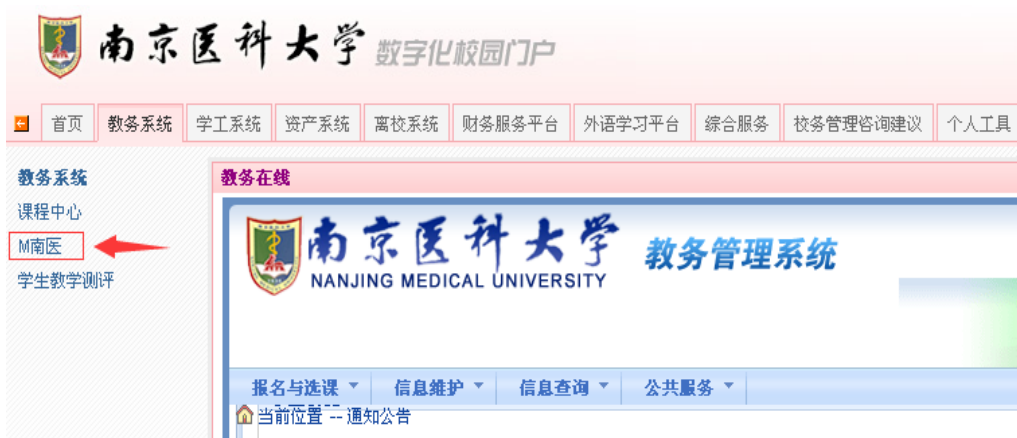 南京医科大学 数字化校园门户
首页 教务系统 学工系统 资产系统 离校系统 财务服务平台 外语学习平台 综合服务 校务管理咨询建议 个人工具
教务系统
课程中心
M南医
学生教学测评
教务在线
南京医科大学 教务管理系统
NANJING MEDICAL UNIVERSITY
报名与选课 信息维护 信息查询 公共服务
当前位置 -- 通知公告